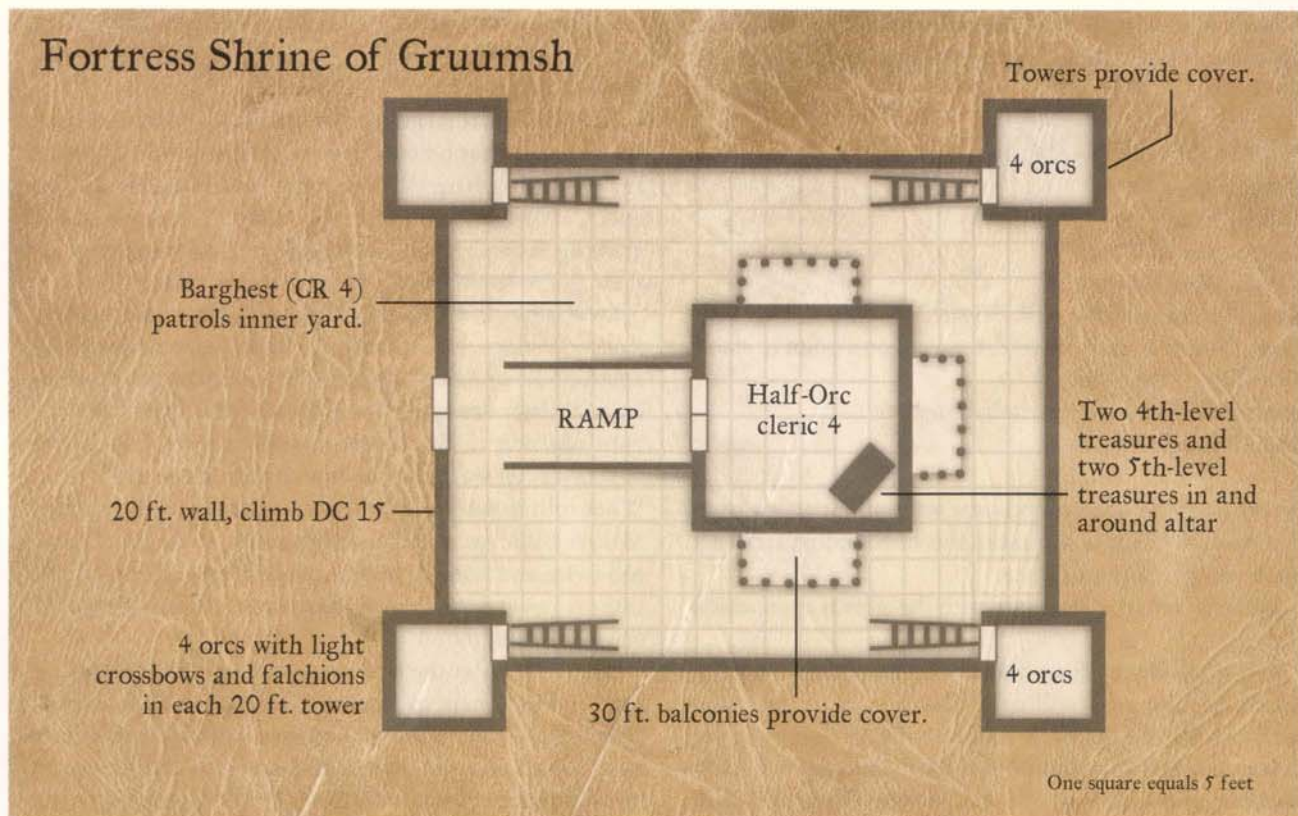 Fortress Shrine of Gruumsh
Towers provide cover.
4 orcs
Barghest (CR 4)
patrols inner yard.
RAMP
Half-Orc
cleric 4
Two 4th-level
treasures and
two 5th-level
treasures in and
around altar
20 ft. wall, climb DC 15
4 orcs with light
crossbows and falchions
in each 20 ft. tower
4 orcs
30 ft. balconies provide cover.
One square equals 5 feet